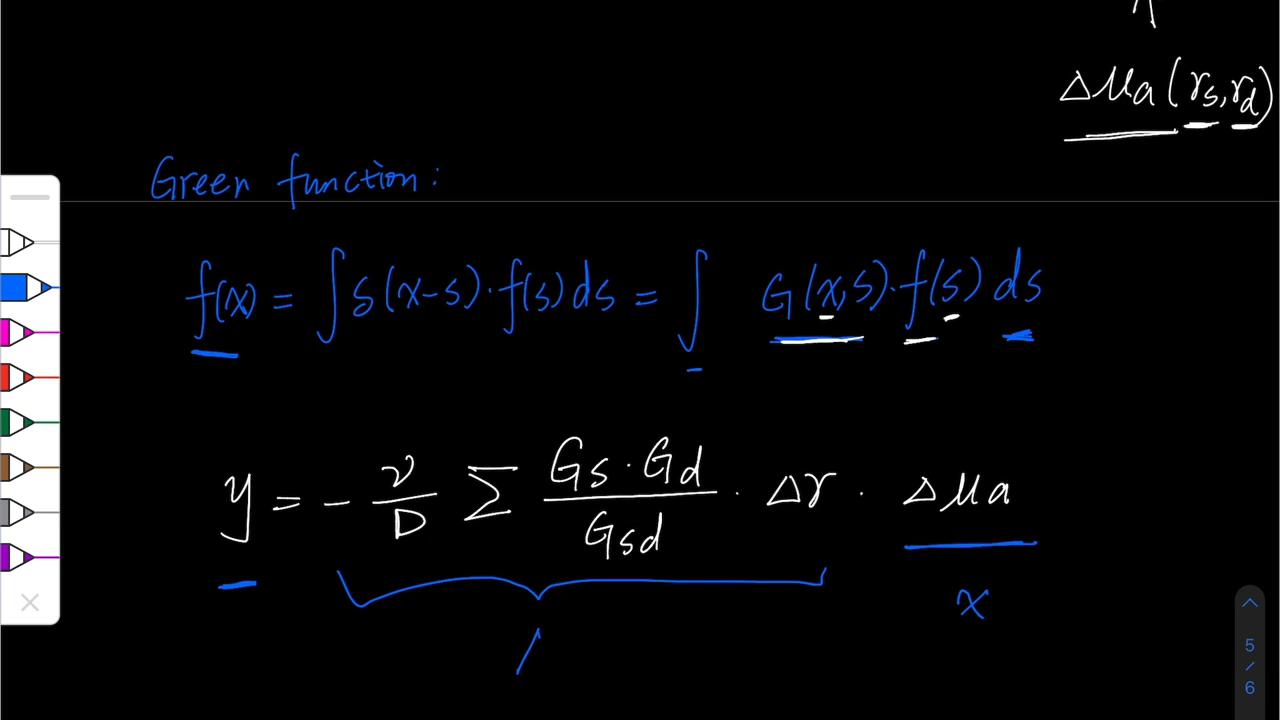 Δμa(rs,rd)
Green function:
f(x) = ∫δ(x-s)·f(s)ds = ∫ G(x,s)·f(s) ds
y = - v/D Σ Gs·Gd/Gsd · Δr · Δμa
x
5
/
6